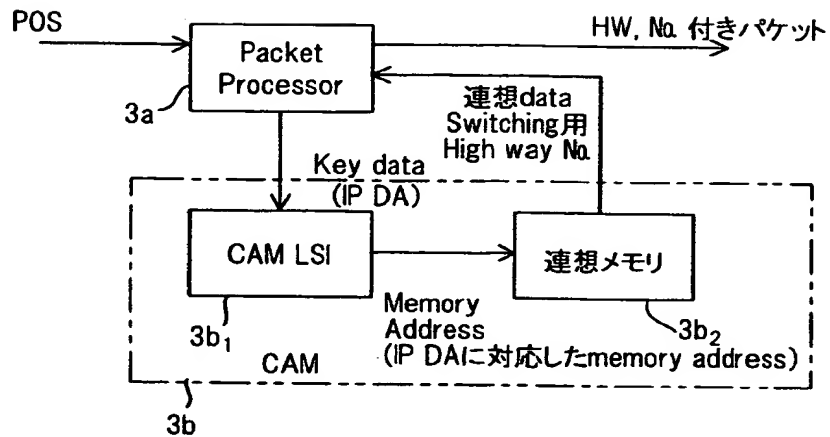 POS
HW, No. 付きパケット
Packet
Processor
3a
連想data
Switching用
High way No.
Key data
(IP DA)
CAM LSI
連想メモリ
3b1
Memory
Address
(IP DAに対応したmemory address)
3b2
CAM
3b